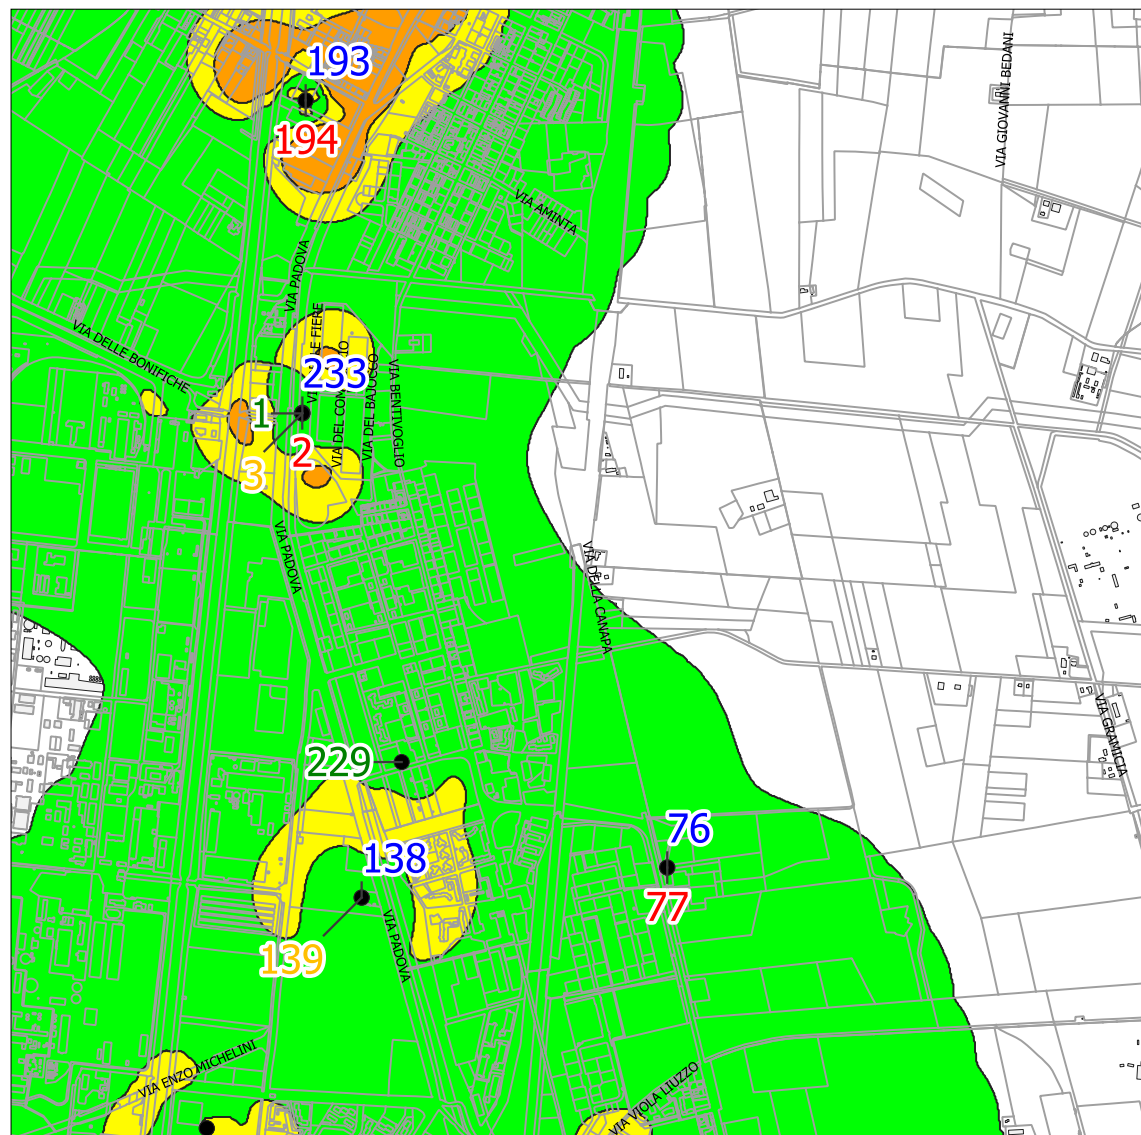 193
194
VIA GIOVANNI BEDANI
VIA AMINTA
VIA PADOVA
VIA DELLE BONIFICHE
LE FIERE
233
VIA DEL BAJOCCO
VIA BENTIVOGLIO
1
2
3
VIA PADOVA
VIA DELLA CANAPA
VIA GRAMICIA
229
138
76
77
139
VIA PADOVA
VIA ENZO MICHELINI
VIA VIOLA LIUZZO